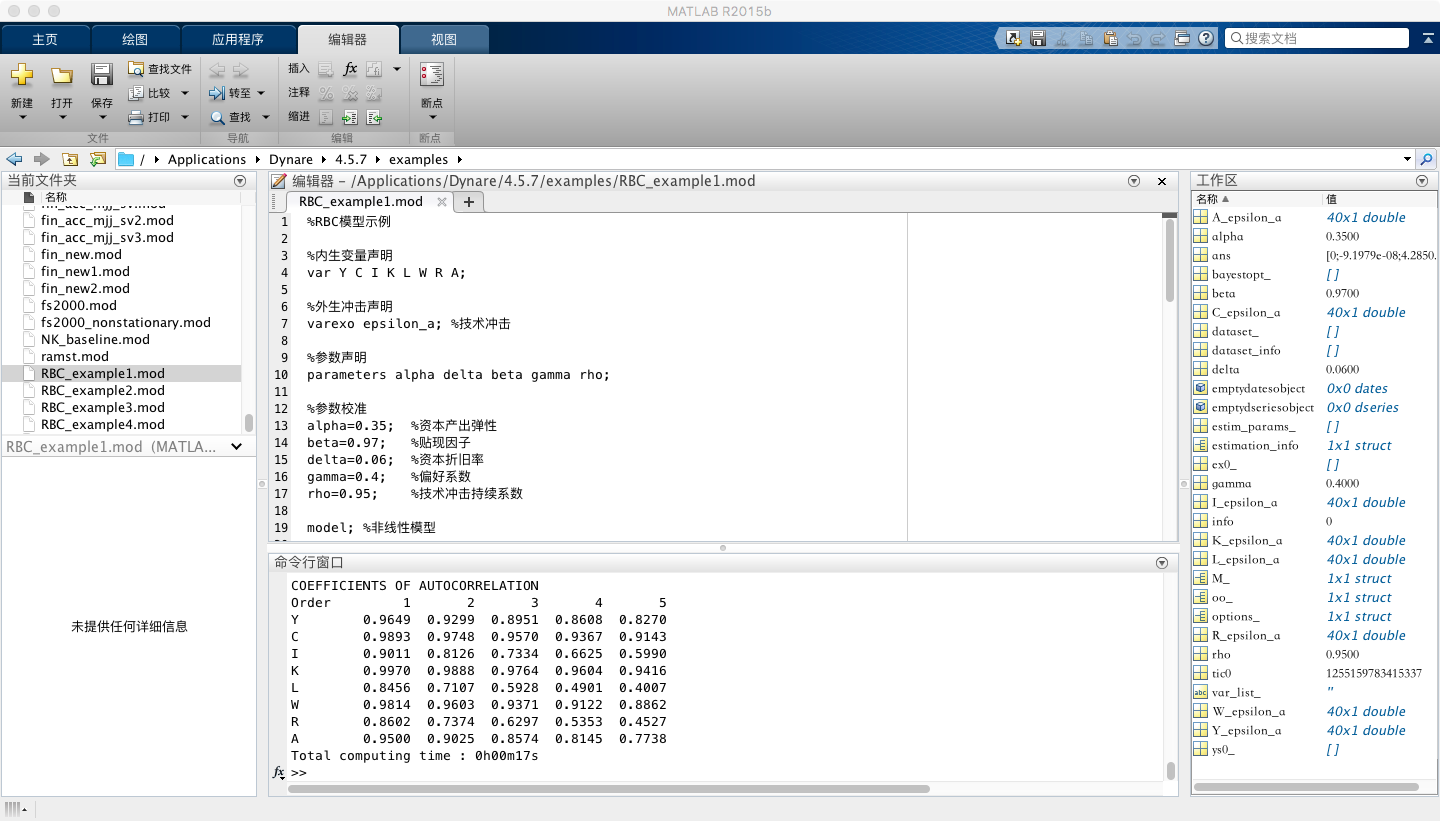 MATLAB R2015b
主页 绘图 应用程序 编辑器 视图
搜索文档
新建 打开 保存 查找文件 比较 打印
转至 查找
插入 fx
注释
缩进
断点
文件 导航 编辑 断点
/ Applications Dynare 4.5.7 examples
当前文件夹
名称
fin_acc_mjj_sv.mod
fin_acc_mjj_sv2.mod
fin_acc_mjj_sv3.mod
fin_new.mod
fin_new1.mod
fin_new2.mod
fs2000.mod
fs2000_nonstationary.mod
NK_baseline.mod
ramst.mod
RBC_example1.mod
RBC_example2.mod
RBC_example3.mod
RBC_example4.mod
RBC_example1.mod (MATLA...
未提供任何详细信息
编辑器 – /Applications/Dynare/4.5.7/examples/RBC_example1.mod
RBC_example1.mod
1 %RBC模型示例
2
3 %内生变量声明
4 var Y C I K L W R A;
5
6 %外生冲击声明
7 varexo epsilon_a; %技术冲击
8
9 %参数声明
10 parameters alpha delta beta gamma rho;
11
12 %参数校准
13 alpha=0.35; %资本产出弹性
14 beta=0.97; %贴现因子
15 delta=0.06; %资本折旧率
16 gamma=0.4; %偏好系数
17 rho=0.95; %技术冲击持续系数
18
19 model; %非线性模型
命令行窗口
COEFFICIENTS OF AUTOCORRELATION
Order 1 2 3 4 5
Y 0.9649 0.9299 0.8951 0.8608 0.8270
C 0.9893 0.9748 0.9570 0.9367 0.9143
I 0.9011 0.8126 0.7334 0.6625 0.5990
K 0.9970 0.9888 0.9764 0.9604 0.9416
L 0.8456 0.7107 0.5928 0.4901 0.4007
W 0.9814 0.9603 0.9371 0.9122 0.8862
R 0.8602 0.7374 0.6297 0.5353 0.4527
A 0.9500 0.9025 0.8574 0.8145 0.7738
Total computing time : 0h00m17s
fx >>
工作区
名称 值
A_epsilon_a 40x1 double
alpha 0.3500
ans [0;-9.1979e-08;4.2850.
bayestopt_ []
beta 0.9700
C_epsilon_a 40x1 double
dataset_ []
dataset_info []
delta 0.0600
emptydatesobject 0x0 dates
emptydseriesobject 0x0 dseries
estim_params_ []
estimation_info 1x1 struct
ex0_ []
gamma 0.4000
I_epsilon_a 40x1 double
info 0
K_epsilon_a 40x1 double
L_epsilon_a 40x1 double
M_ 1x1 struct
oo_ 1x1 struct
options_ 1x1 struct
R_epsilon_a 40x1 double
rho 0.9500
tic0 1255159783415337
abc var_list_ ''
W_epsilon_a 40x1 double
Y_epsilon_a 40x1 double
ys0_ []